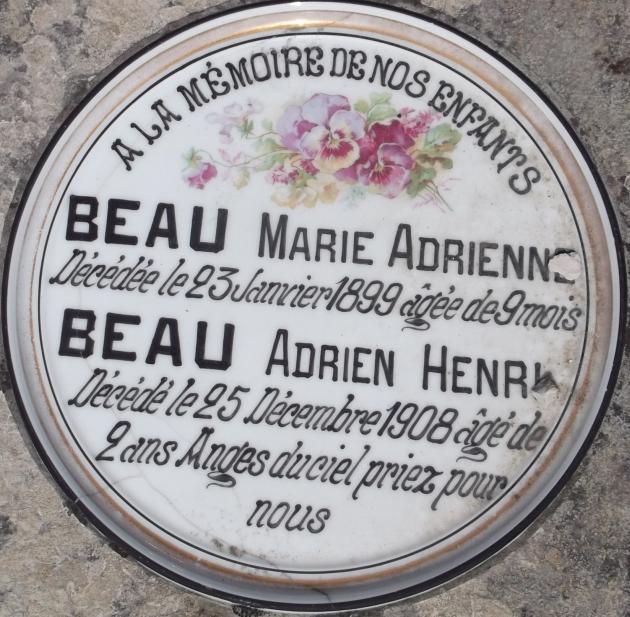 A LA MÉMOIRE DE NOS ENFANTS
BEAU MARIE ADRIENNE
Décédée le 23 Janvier 1899 âgée de 9 mois
BEAU ADRIEN HENRI
Décédé le 25 Décembre 1908 âgé de
2 ans Anges du ciel priez pour
nous